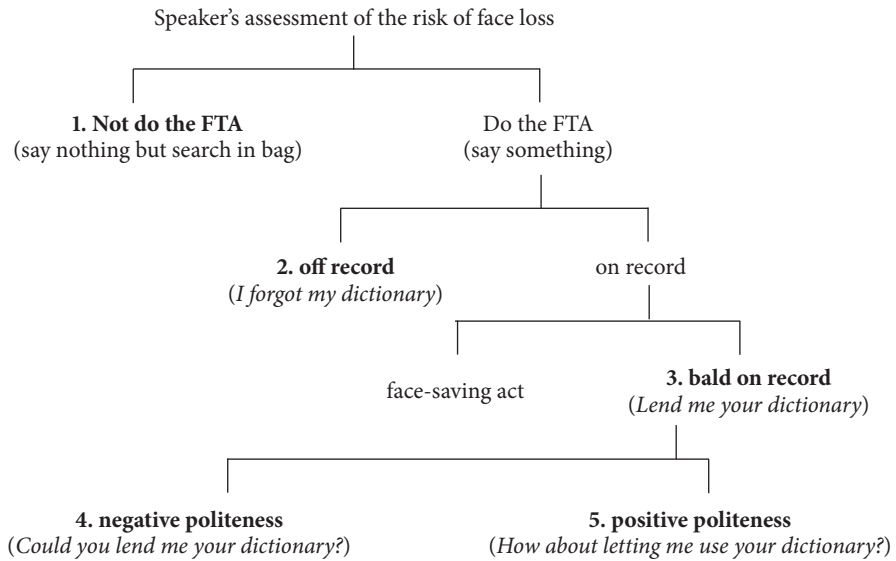 Speaker’s assessment of the risk of face loss
1. Not do the FTA
(say nothing but search in bag)
Do the FTA
(say something)
2. off record
(I forgot my dictionary)
on record
face-saving act
3. bald on record
(Lend me your dictionary)
4. negative politeness
(Could you lend me your dictionary?)
5. positive politeness
(How about letting me use your dictionary?)